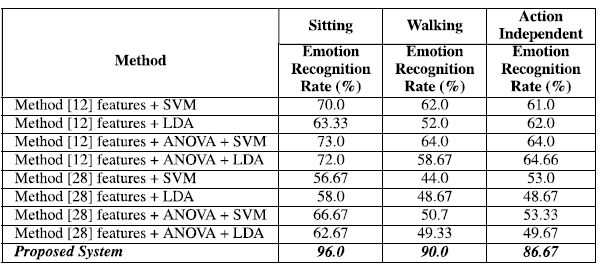 Method
Sitting
Walking
Action
Independent
Emotion
Recognition
Rate (%)
Emotion
Recognition
Rate (%)
Emotion
Recognition
Rate (%)
Method [12] features + SVM 70.0 62.0 61.0
Method [12] features + LDA 63.33 52.0 62.0
Method [12] features + ANOVA + SVM 73.0 64.0 64.0
Method [12] features + ANOVA + LDA 72.0 58.67 64.66
Method [28] features + SVM 56.67 44.0 53.0
Method [28] features + LDA 58.0 48.67 48.67
Method [28] features + ANOVA + SVM 66.67 50.7 53.33
Method [28] features + ANOVA + LDA 62.67 49.33 49.67
Proposed System 96.0 90.0 86.67